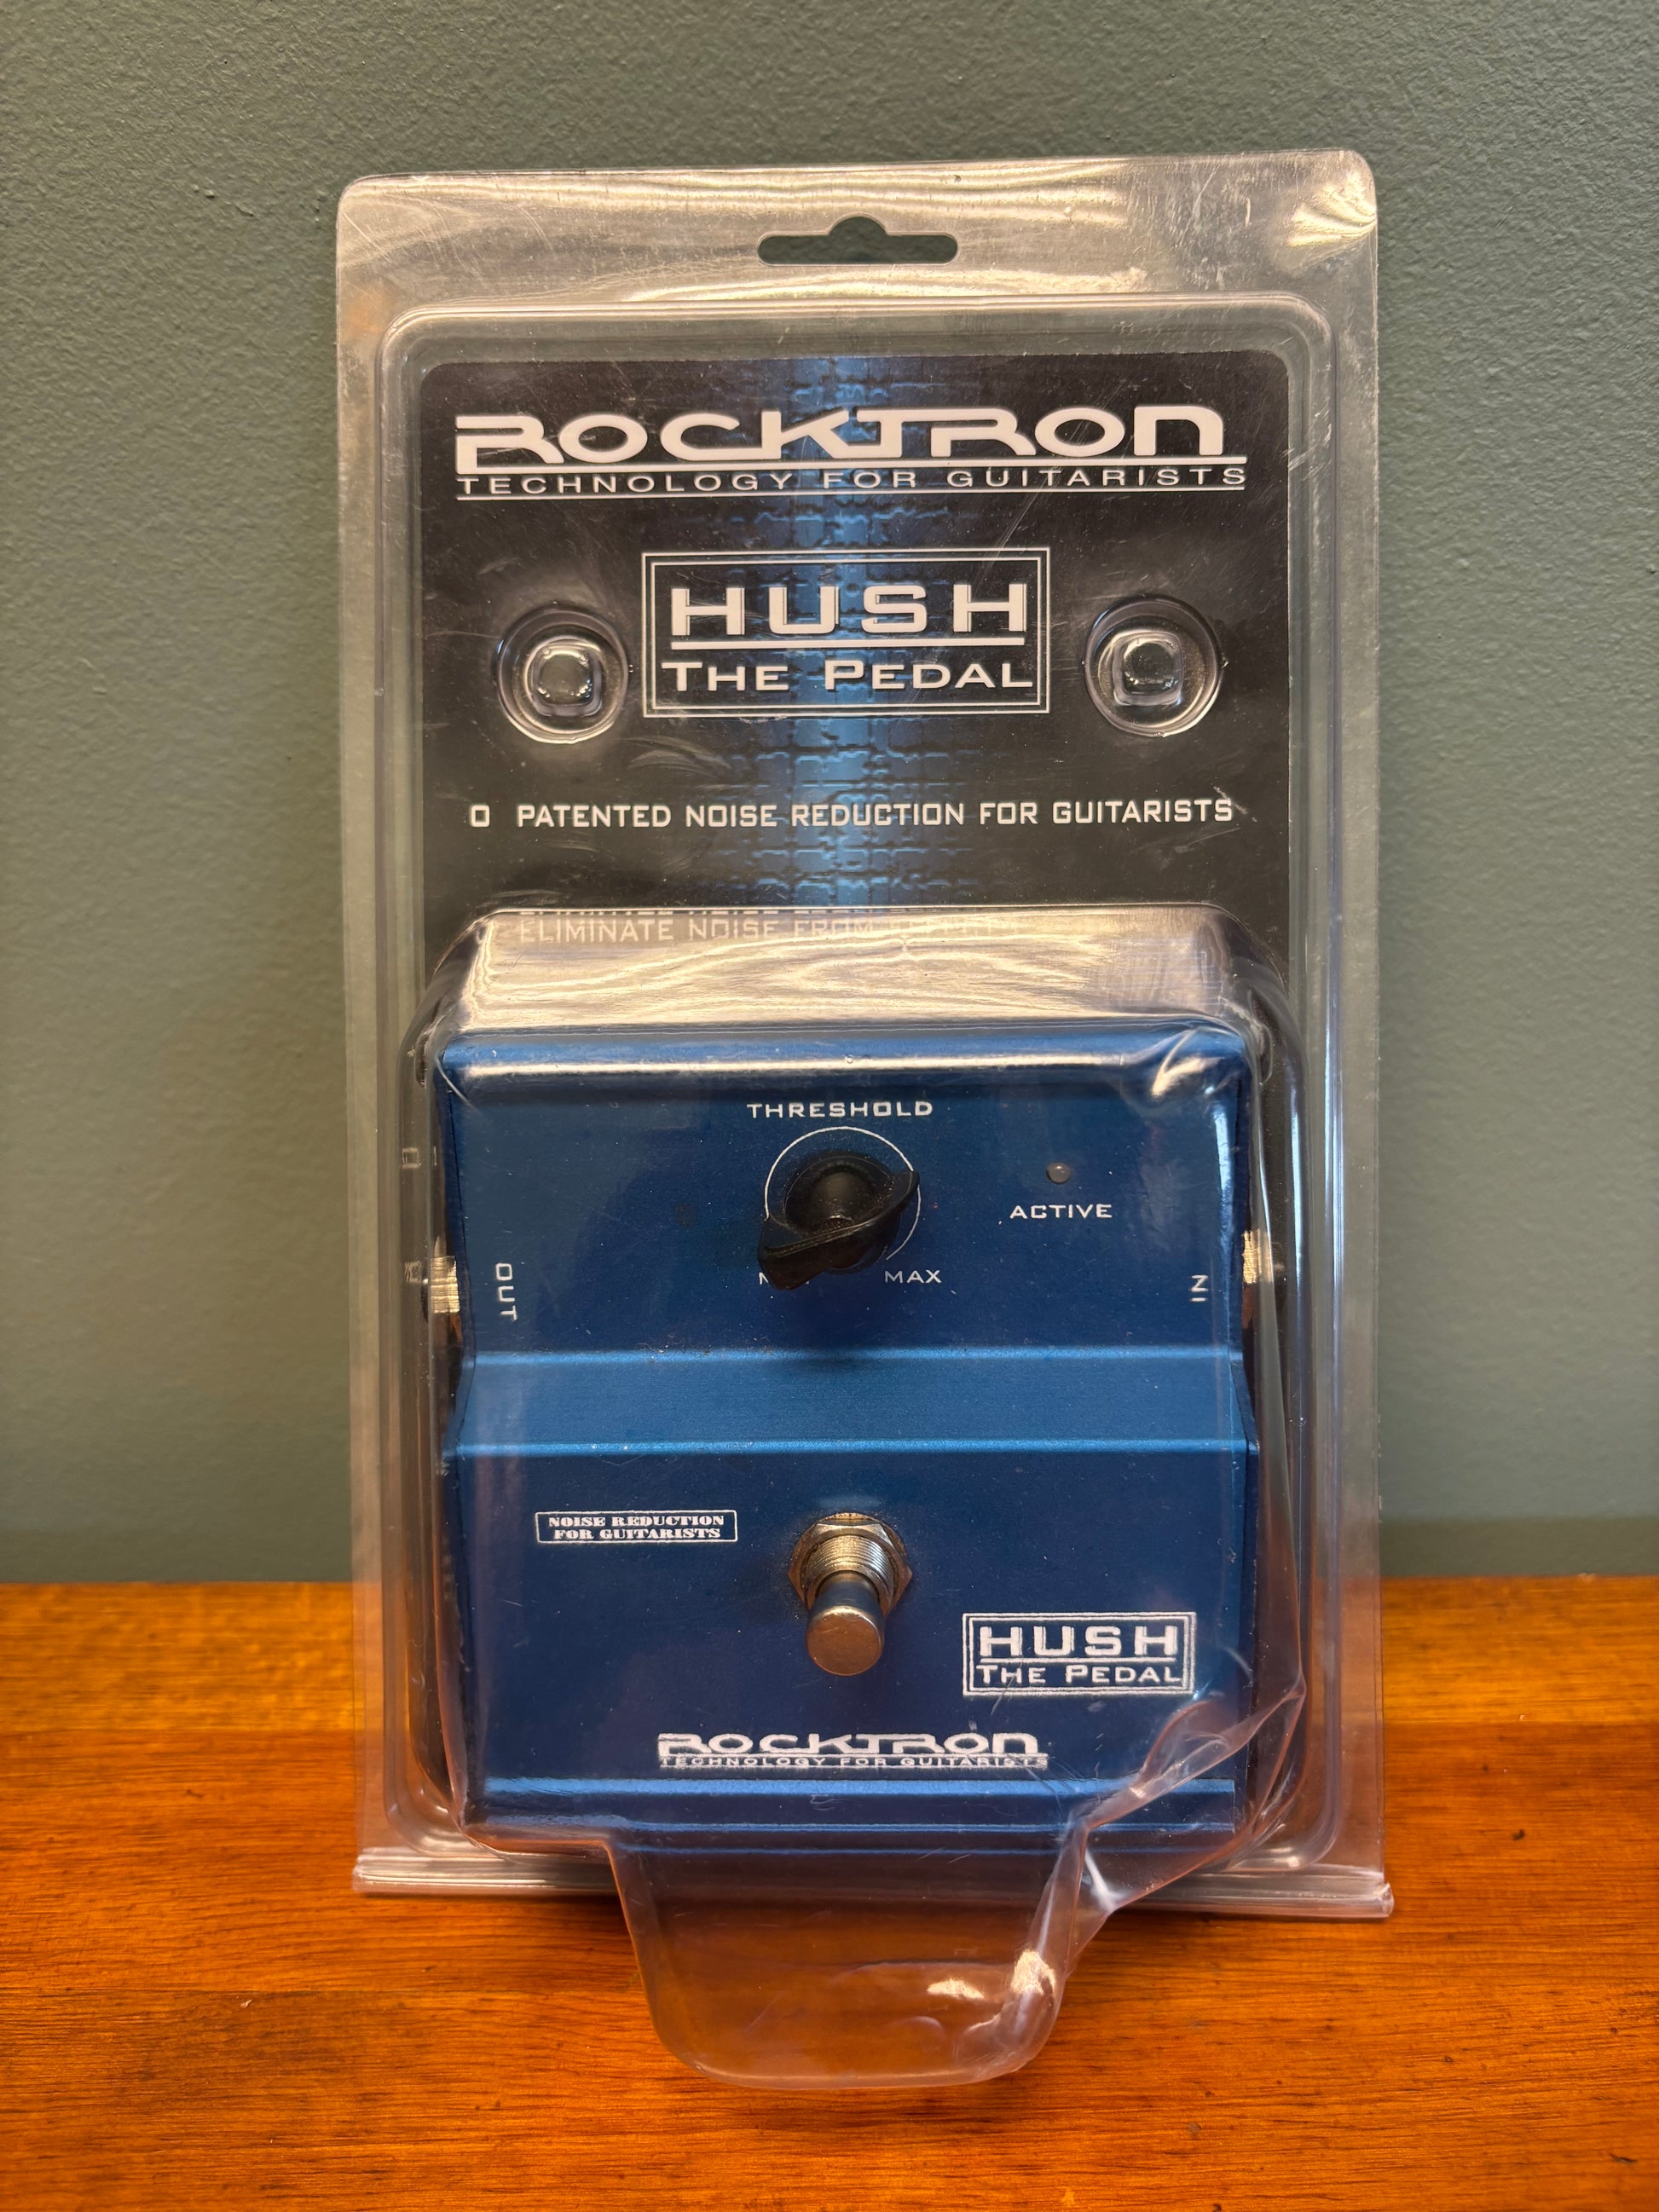 ROCKTRON
TECHNOLOGY FOR GUITARISTS
HUSH
THE PEDAL
O PATENTED NOISE REDUCTION FOR GUITARISTS
ELIMINATE NOISE FROM
THRESHOLD
ACTIVE
MAX
OUT
IN
NOISE REDUCTION
FOR GUITARISTS
HUSH
THE PEDAL
ROCKTRON
TECHNOLOGY FOR GUITARISTS